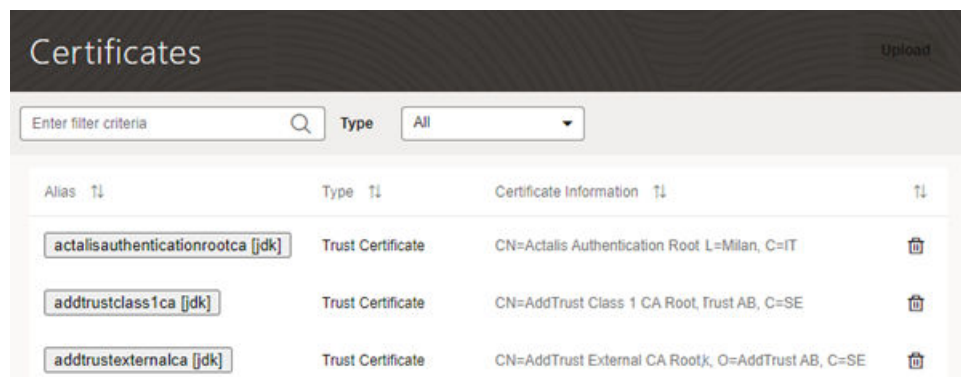 Certificates
Upload
Enter filter criteria Type All
Alias Type Certificate Information
actalisauthenticationrootca [jdk] Trust Certificate CN=Actalis Authentication Root L=Milan, C=IT
addtrustclass1ca [jdk] Trust Certificate CN=AddTrust Class 1 CA Root, Trust AB, C=SE
addtrustexternalca [jdk] Trust Certificate CN=AddTrust External CA Root, O=AddTrust AB, C=SE